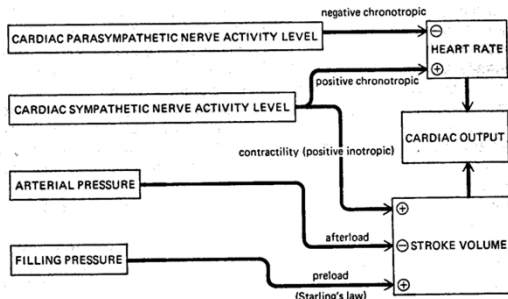 negative chronotropic
CARDIAC PARASYMPATHETIC NERVE ACTIVITY LEVEL
⊖
HEART RATE
⊕
positive chronotropic
CARDIAC SYMPATHETIC NERVE ACTIVITY LEVEL
CARDIAC OUTPUT
contractility (positive inotropic)
ARTERIAL PRESSURE
⊕
afterload
⊖ STROKE VOLUME
FILLING PRESSURE
preload
⊕
(Starling's law)